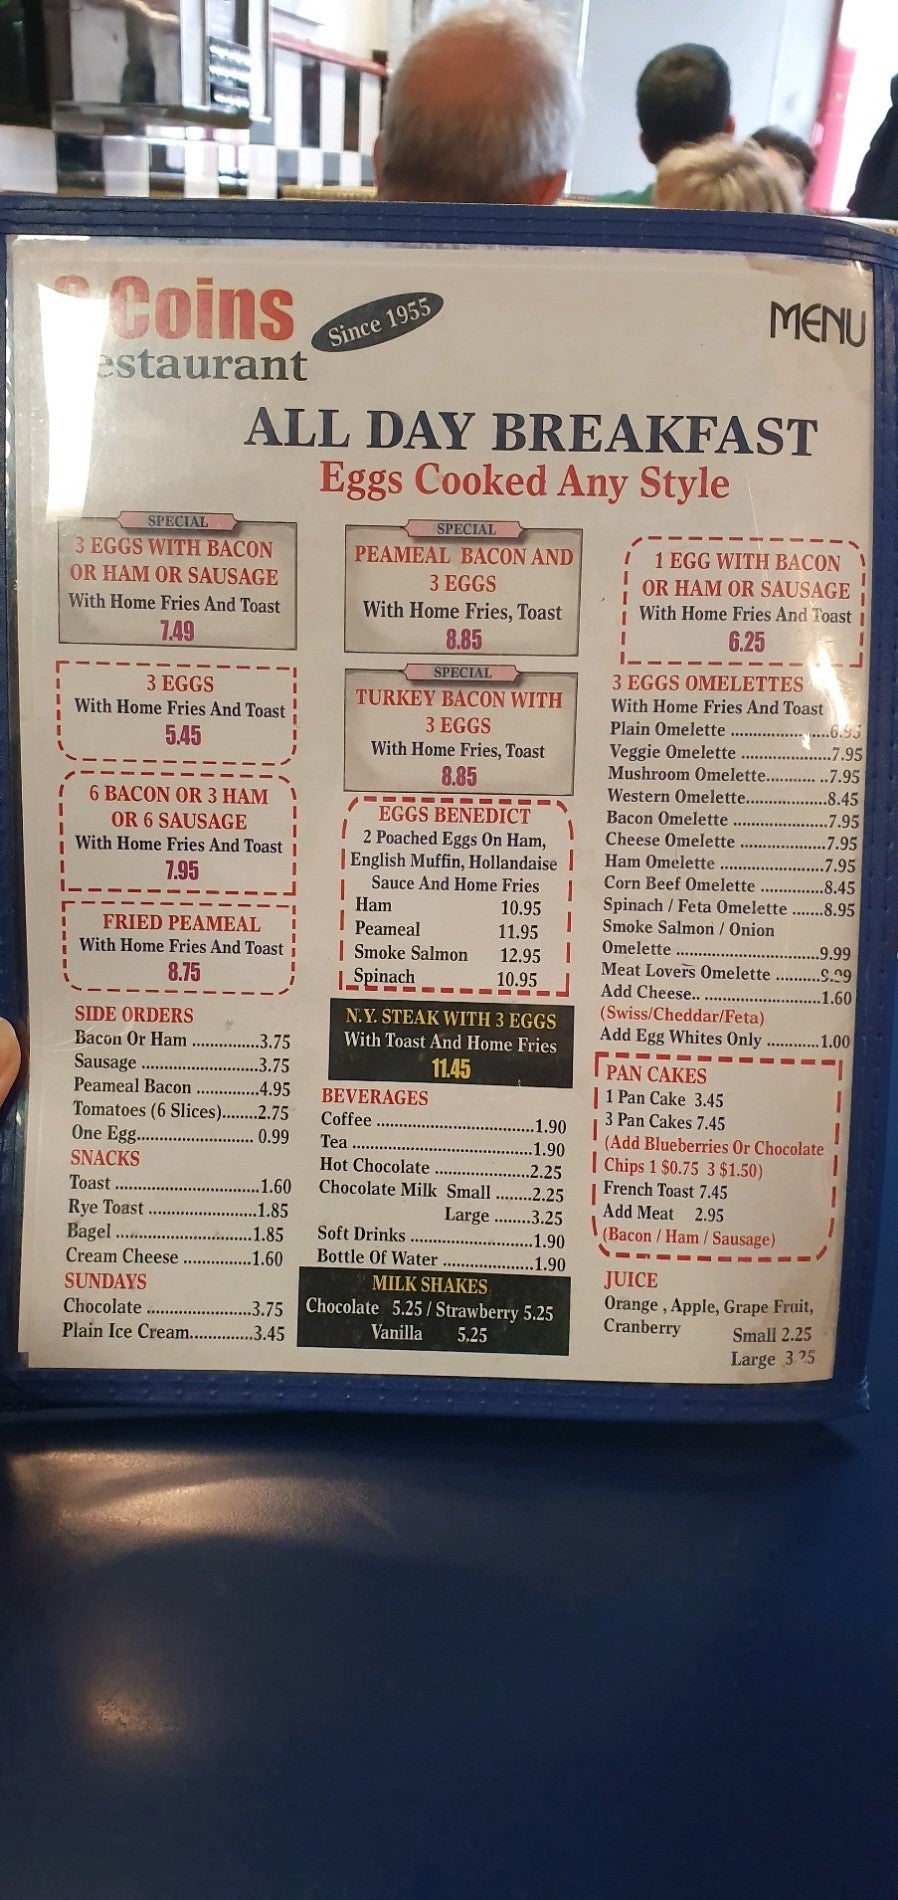 Coins
Since 1955
MENU
estaurant
ALL DAY BREAKFAST
Eggs Cooked Any Style
SPECIAL
3 EGGS WITH BACON
OR HAM OR SAUSAGE
With Home Fries And Toast
7.49
3 EGGS
With Home Fries And Toast
5.45
6 BACON OR 3 HAM
OR 6 SAUSAGE
With Home Fries And Toast
7.95
FRIED PEAMEAL
With Home Fries And Toast
8.75
SIDE ORDERS
Bacon Or Ham ..............3.75
Sausage .........................3.75
Peameal Bacon .............4.95
Tomatoes (6 Slices)........2.75
One Egg......................... 0.99
SNACKS
Toast ..............................1.60
Rye Toast .......................1.85
Bagel .............................1.85
Cream Cheese ..............1.60
SUNDAYS
Chocolate ......................3.75
Plain Ice Cream.............3.45
SPECIAL
PEAMEAL BACON AND
3 EGGS
With Home Fries, Toast
8.85
SPECIAL
TURKEY BACON WITH
3 EGGS
With Home Fries, Toast
8.85
EGGS BENEDICT
2 Poached Eggs On Ham,
English Muffin, Hollandaise
Sauce And Home Fries
Ham 10.95
Peameal 11.95
Smoke Salmon 12.95
Spinach 10.95
N.Y. STEAK WITH 3 EGGS
With Toast And Home Fries
11.45
BEVERAGES
Coffee .................................1.90
Tea ......................................1.90
Hot Chocolate ....................2.25
Chocolate Milk Small ........2.25
Large ........3.25
Soft Drinks ..........................1.90
Bottle Of Water ...................1.90
MILK SHAKES
Chocolate 5.25 / Strawberry 5.25
Vanilla 5.25
1 EGG WITH BACON
OR HAM OR SAUSAGE
With Home Fries And Toast
6.25
3 EGGS OMELETTES
With Home Fries And Toast
Plain Omelette .....................6.95
Veggie Omelette ...................7.95
Mushroom Omelette........... ..7.95
Western Omelette.................8.45
Bacon Omelette ....................7.95
Cheese Omelette ..................7.95
Ham Omelette ......................7.95
Corn Beef Omelette .............8.45
Spinach / Feta Omelette .......8.95
Smoke Salmon / Onion
Omelette ..............................9.99
Meat Lovers Omelette .........9.99
Add Cheese.. ........................1.60
(Swiss/Cheddar/Feta)
Add Egg Whites Only ...........1.00
PAN CAKES
1 Pan Cake 3.45
3 Pan Cakes 7.45
(Add Blueberries Or Chocolate
Chips 1 $0.75 3 $1.50)
French Toast 7.45
Add Meat 2.95
(Bacon / Ham / Sausage)
JUICE
Orange , Apple, Grape Fruit,
Cranberry Small 2.25
Large 3.25